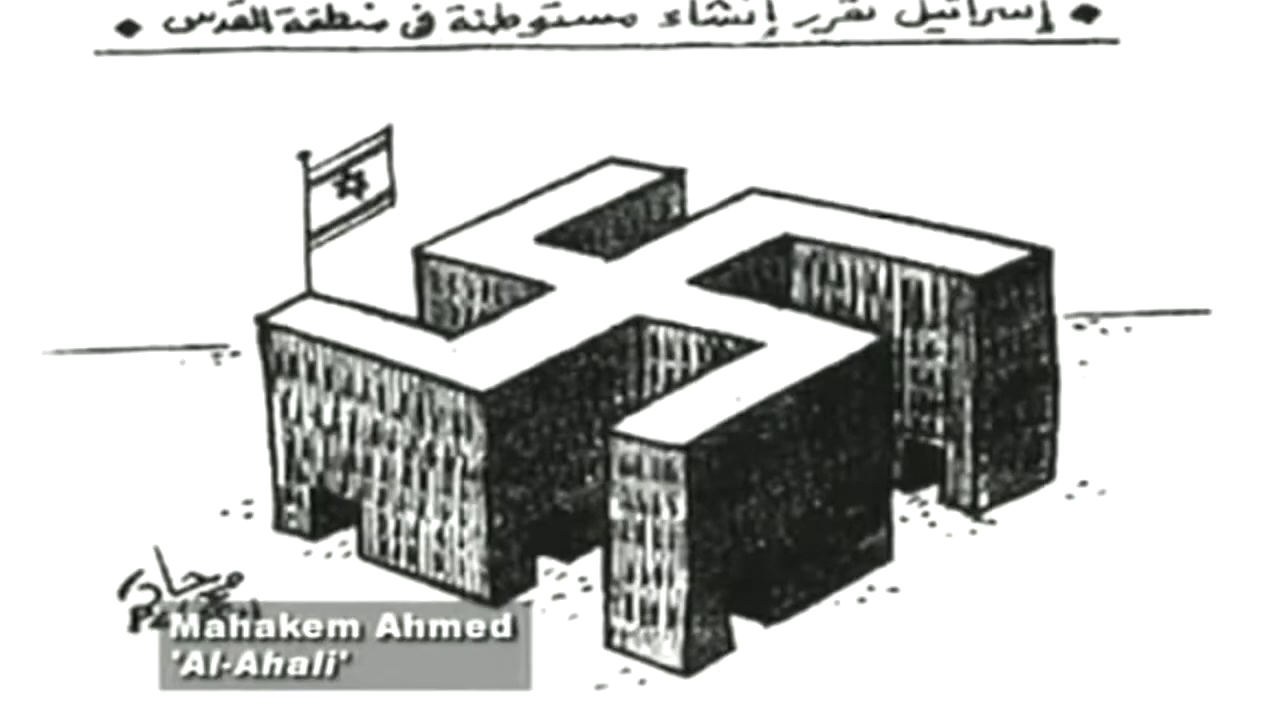 ◆ إسرائيل تقرر إنشاء مستوطنة في منطقة القدس ◆
Mahakem Ahmed
'Al-Ahali'